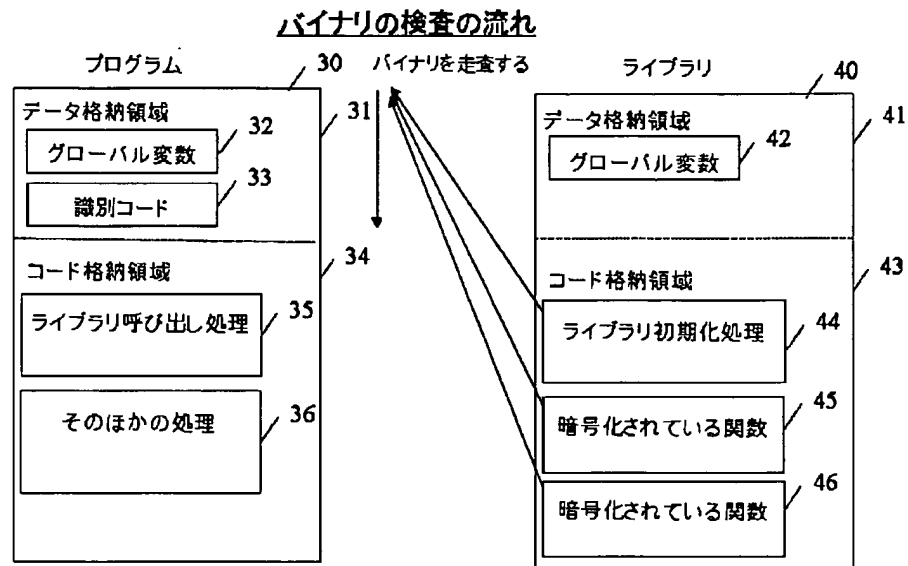 バイナリの検査の流れ
プログラム
30
バイナリを走査する
ライブラリ
40
データ格納領域
31
32
グローバル変数
33
識別コード
34
コード格納領域
35
ライブラリ呼び出し処理
36
そのほかの処理
データ格納領域
41
42
グローバル変数
43
コード格納領域
44
ライブラリ初期化処理
45
暗号化されている関数
46
暗号化されている関数